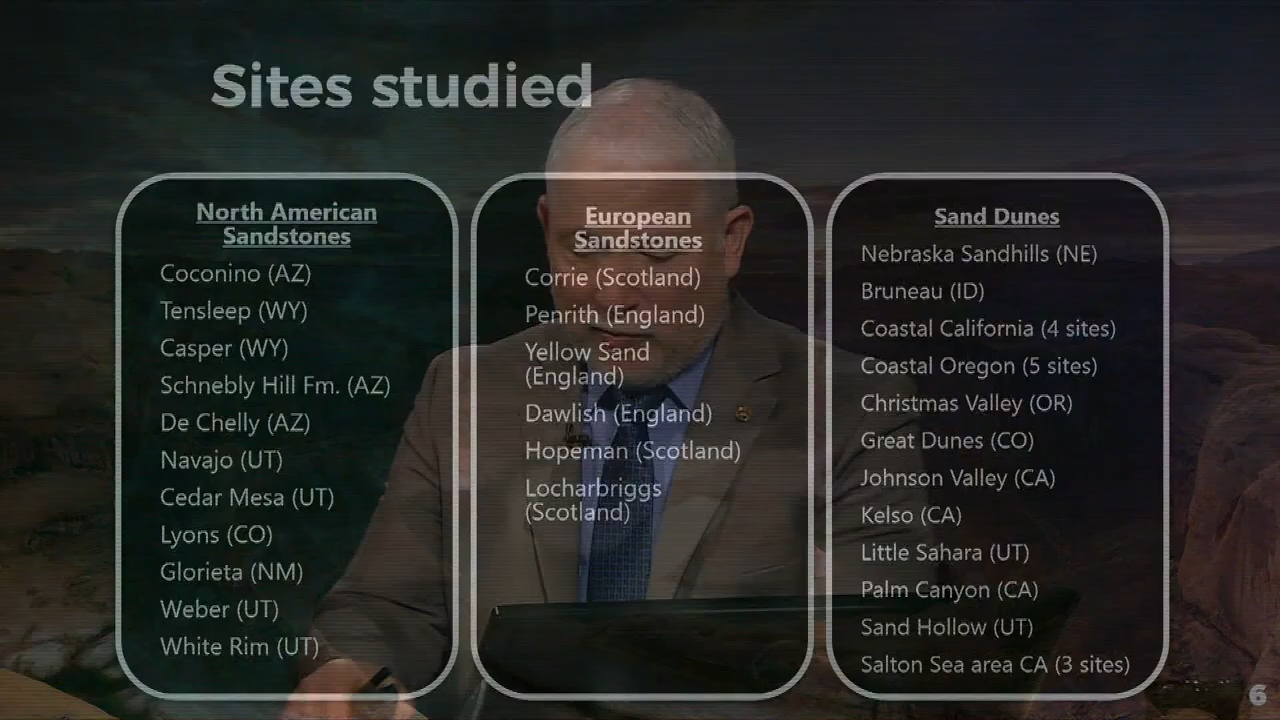 Sites studied
North American
Sandstones
Coconino (AZ)
Tensleep (WY)
Casper (WY)
Schnebly Hill Fm. (AZ)
De Chelly (AZ)
Navajo (UT)
Cedar Mesa (UT)
Lyons (CO)
Glorieta (NM)
Weber (UT)
White Rim (UT)
European
Sandstones
Corrie (Scotland)
Penrith (England)
Yellow Sand
(England)
Dawlish (England)
Hopeman (Scotland)
Locharbriggs
(Scotland)
Sand Dunes
Nebraska Sandhills (NE)
Bruneau (ID)
Coastal California (4 sites)
Coastal Oregon (5 sites)
Christmas Valley (OR)
Great Dunes (CO)
Johnson Valley (CA)
Kelso (CA)
Little Sahara (UT)
Palm Canyon (CA)
Sand Hollow (UT)
Salton Sea area CA (3 sites)
6